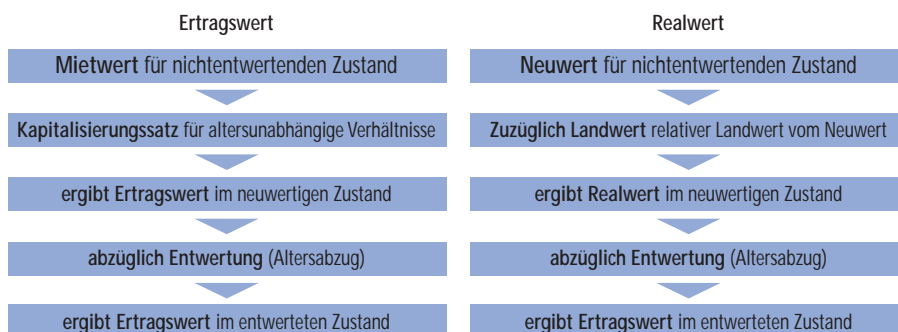 Ertragswert
Mietwert für nichtentwertenden Zustand
Kapitalisierungssatz für altersunabhängige Verhältnisse
ergibt Ertragswert im neuwertigen Zustand
abzüglich Entwertung (Altersabzug)
ergibt Ertragswert im entwerteten Zustand
Realwert
Neuwert für nichtentwertenden Zustand
Zuzüglich Landwert relativer Landwert vom Neuwert
ergibt Realwert im neuwertigen Zustand
abzüglich Entwertung (Altersabzug)
ergibt Ertragswert im entwerteten Zustand